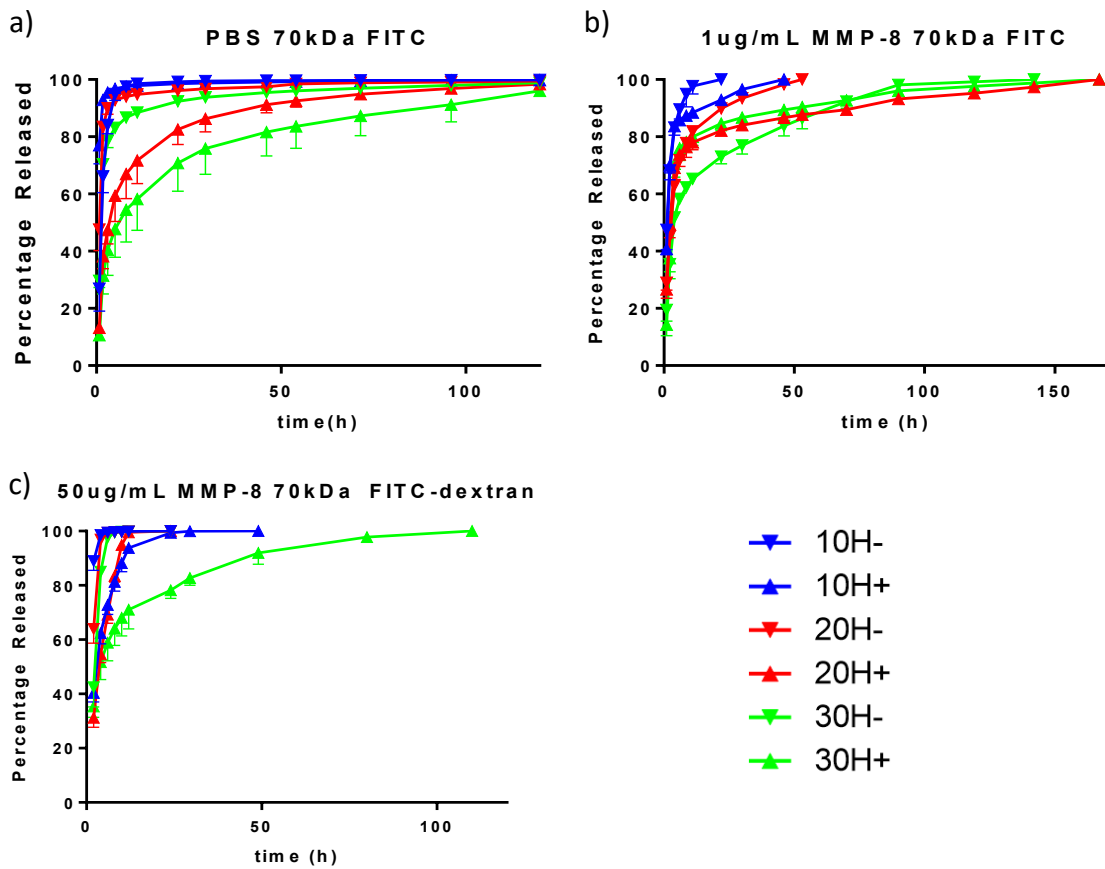 a)
PBS 70kDa FITC
Percentage Released
100
80
60
40
20
0
0
50
100
time(h)
b)
1ug/mL MMP-8 70kDa FITC
Percentage Released
100
80
60
40
20
0
0
50
100
150
time (h)
c)
50ug/mL MMP-8 70kDa FITC-dextran
Percentage Released
100
80
60
40
20
0
0
50
100
time (h)
10H-
10H+
20H-
20H+
30H-
30H+